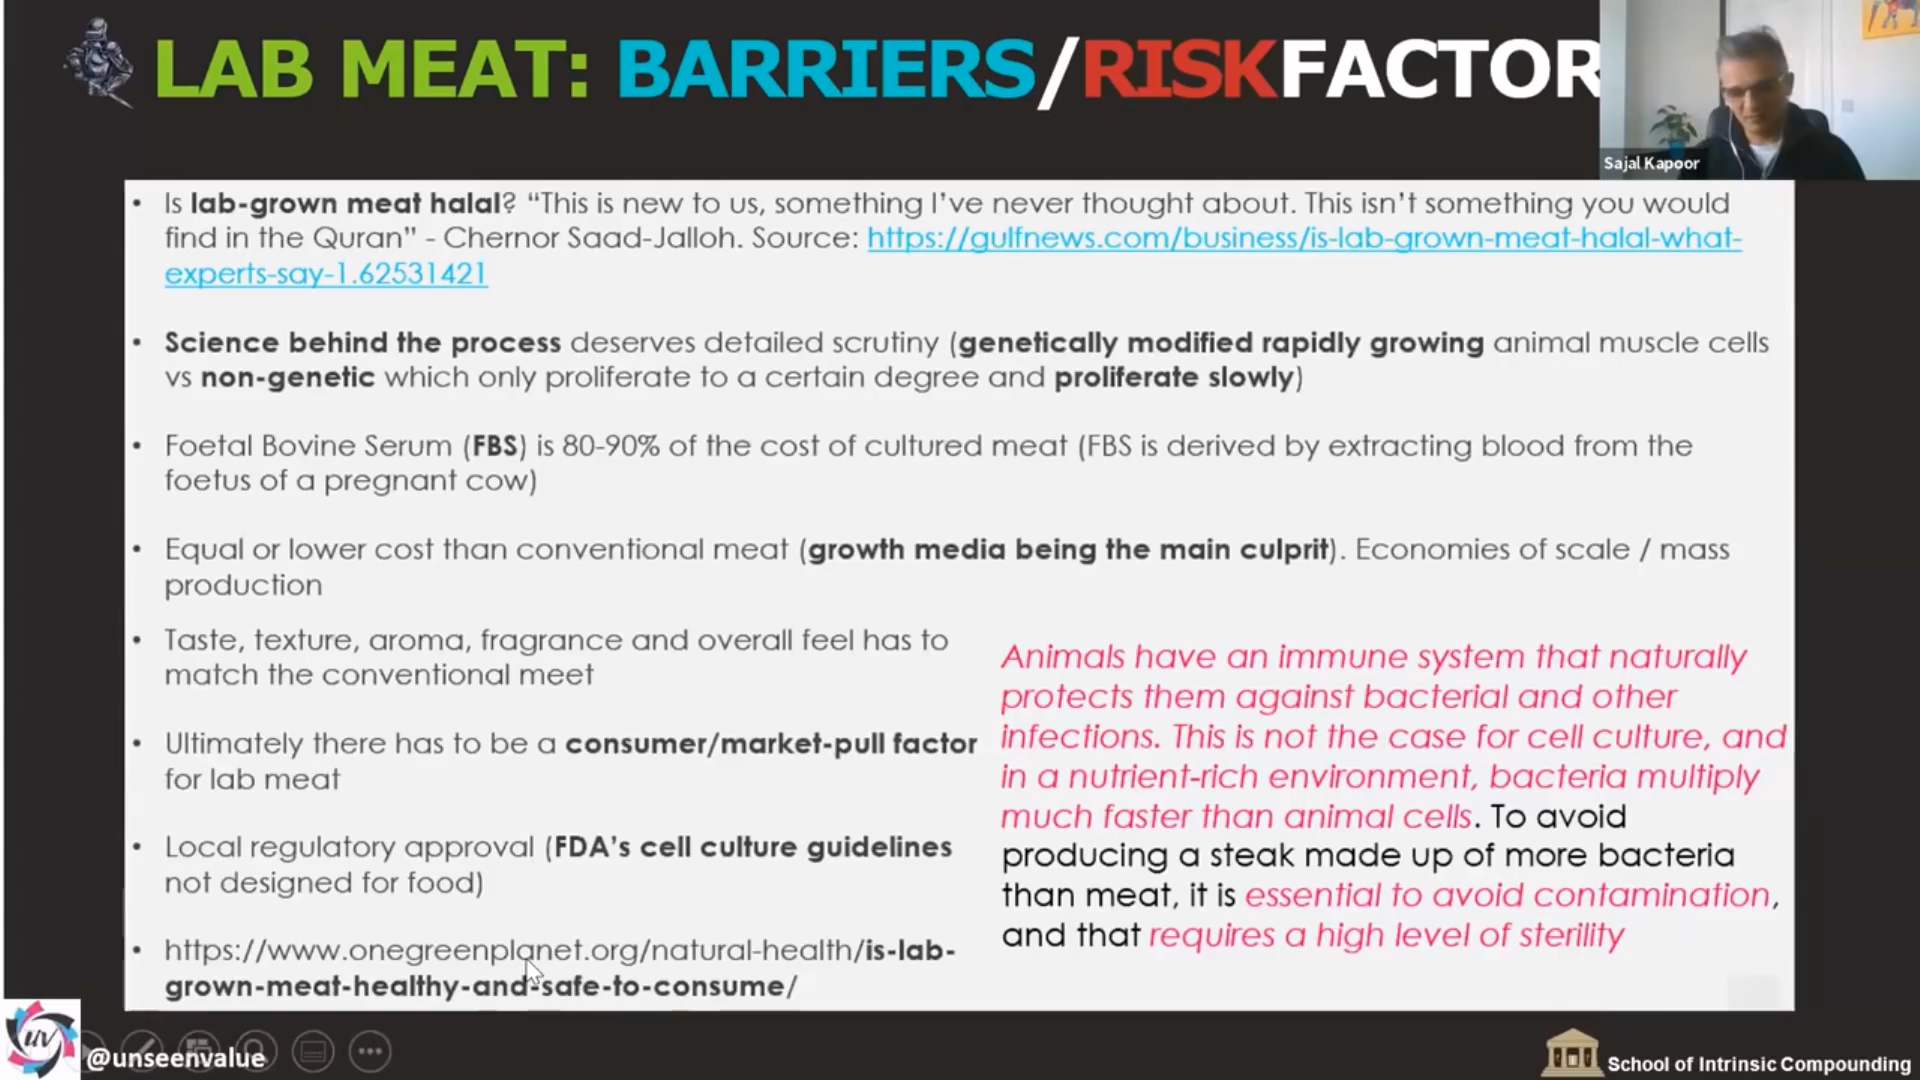 LAB MEAT: BARRIERS/RISKFACTOR
Sajal Kapoor
• Is lab-grown meat halal? “This is new to us, something I’ve never thought about. This isn’t something you would
find in the Quran” - Chernor Saad-Jalloh. Source: https://gulfnews.com/business/is-lab-grown-meat-halal-what-
experts-say-1.62531421
• Science behind the process deserves detailed scrutiny (genetically modified rapidly growing animal muscle cells
vs non-genetic which only proliferate to a certain degree and proliferate slowly)
• Foetal Bovine Serum (FBS) is 80-90% of the cost of cultured meat (FBS is derived by extracting blood from the
foetus of a pregnant cow)
• Equal or lower cost than conventional meat (growth media being the main culprit). Economies of scale / mass
production
• Taste, texture, aroma, fragrance and overall feel has to
match the conventional meet
• Ultimately there has to be a consumer/market-pull factor
for lab meat
• Local regulatory approval (FDA’s cell culture guidelines
not designed for food)
• https://www.onegreenplanet.org/natural-health/is-lab-
grown-meat-healthy-and-safe-to-consume/
Animals have an immune system that naturally
protects them against bacterial and other
infections. This is not the case for cell culture, and
in a nutrient-rich environment, bacteria multiply
much faster than animal cells. To avoid
producing a steak made up of more bacteria
than meat, it is essential to avoid contamination,
and that requires a high level of sterility
UV
@unseenvalue
School of Intrinsic Compounding